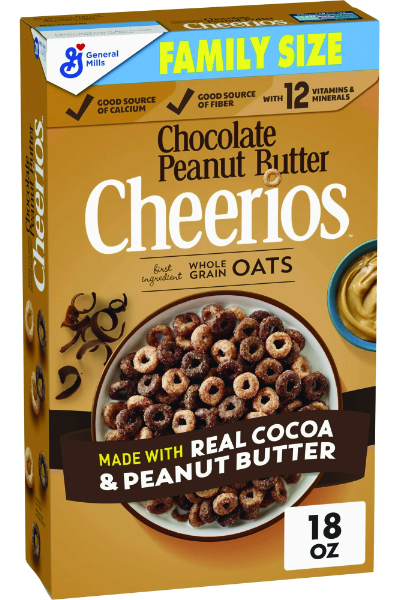 General
Mills
FAMILY SIZE
GOOD SOURCE
OF CALCIUM
GOOD SOURCE
OF FIBER
WITH 12 VITAMINS &
MINERALS
Chocolate
Peanut Butter
Cheerios
first
ingredient
WHOLE
GRAIN OATS
MADE WITH REAL COCOA
& PEANUT BUTTER
18
OZ
Chocolate
Peanut Butter
Cheerios